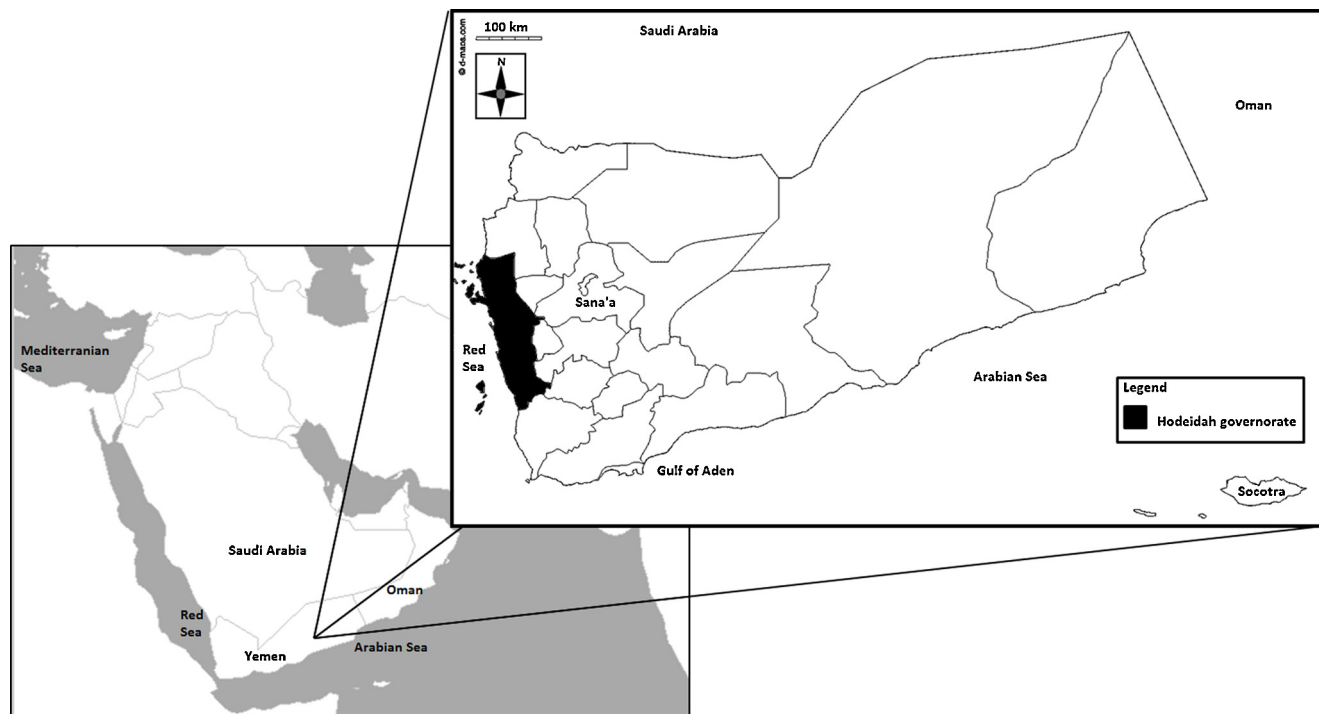 100 km
© d-maps.com
N
Saudi Arabia
Oman
Sana'a
Red
Sea
Arabian Sea
Gulf of Aden
Legend
Hodeidah governorate
Socotra
Mediterranian
Sea
Saudi Arabia
Oman
Red
Sea
Arabian Sea
Yemen